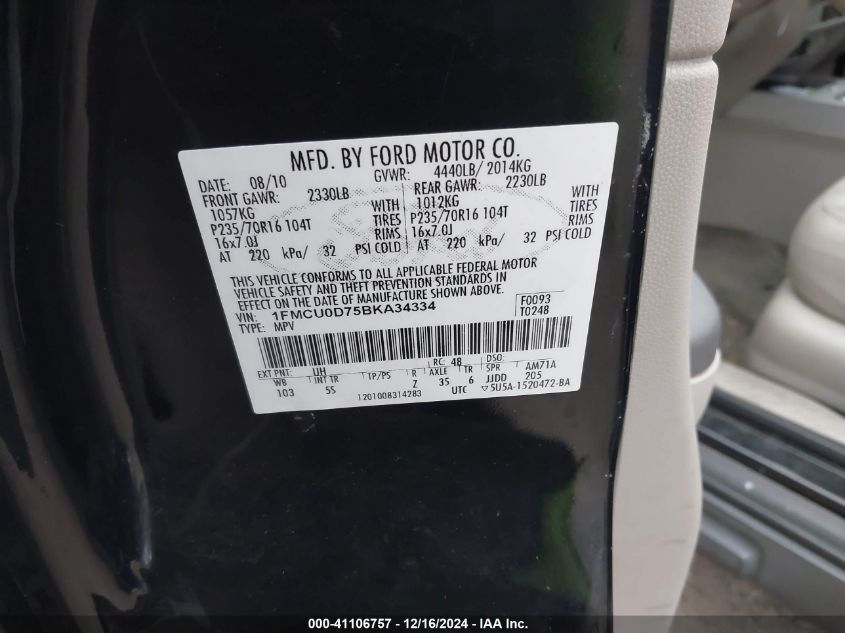 MFD. BY FORD MOTOR CO.
DATE: 08/10 GVWR: 4440LB/ 2014KG
FRONT GAWR: 2330LB REAR GAWR: 2230LB
1057KG WITH 1012KG WITH
P235/70R16 104T TIRES P235/70R16 104T TIRES
16x7.0J RIMS 16x7.0J RIMS
AT 220 kPa/ 32 PSI COLD AT 220 kPa/ 32 PSI COLD
THIS VEHICLE CONFORMS TO ALL APPLICABLE FEDERAL MOTOR
VEHICLE SAFETY AND THEFT PREVENTION STANDARDS IN
EFFECT ON THE DATE OF MANUFACTURE SHOWN ABOVE.
VIN: 1FMCU0D75BKA34334 F0093
TYPE: MPV T0248
EXT PNT: UH RC: 48 DSO:
WB INT TR TP/PS R AXLE TR SPR AM71A
103 5S Z 35 6 JJDD 205
1201008314283 UTC ▽5U5A-1520472-BA
000-41106757 - 12/16/2024 - IAA Inc.